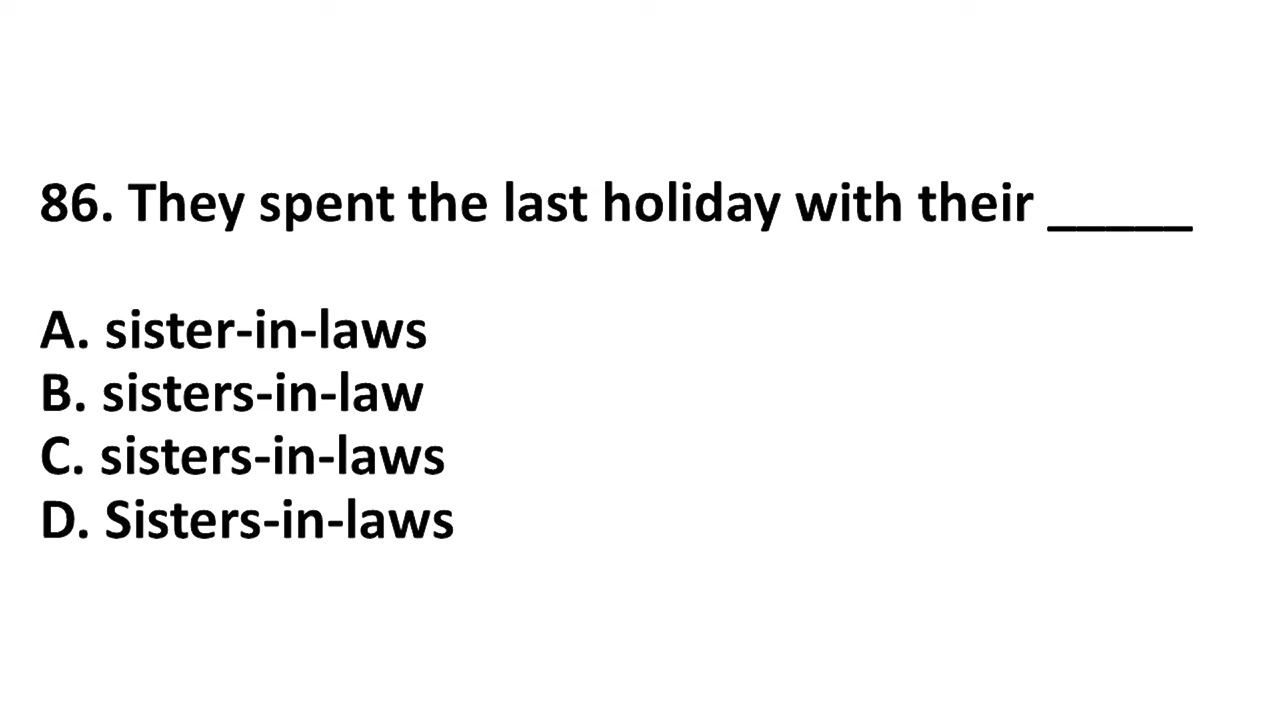 86. They spent the last holiday with their _____
A. sister-in-laws
B. sisters-in-law
C. sisters-in-laws
D. Sisters-in-laws